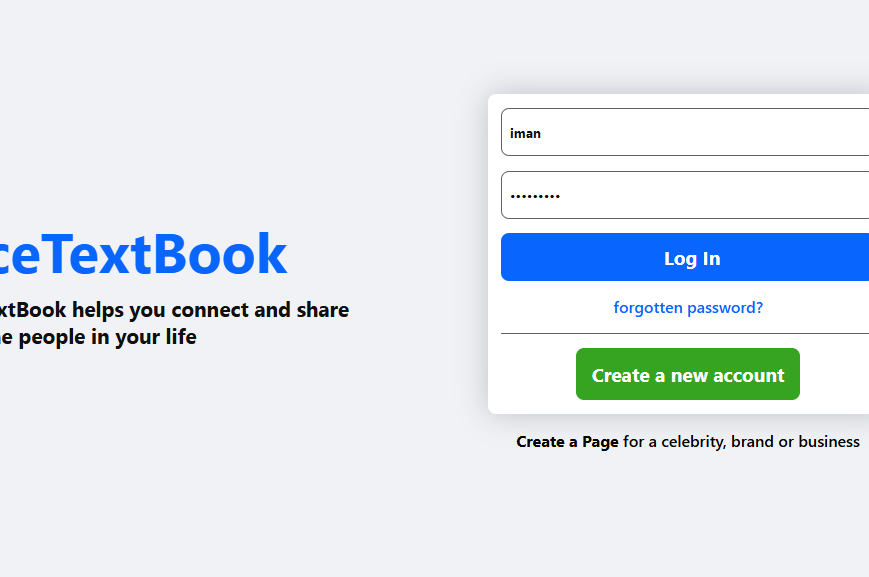 ceTextBook
xtBook helps you connect and share
e people in your life
iman
•••••••••
Log In
forgotten password?
Create a new account
Create a Page for a celebrity, brand or business